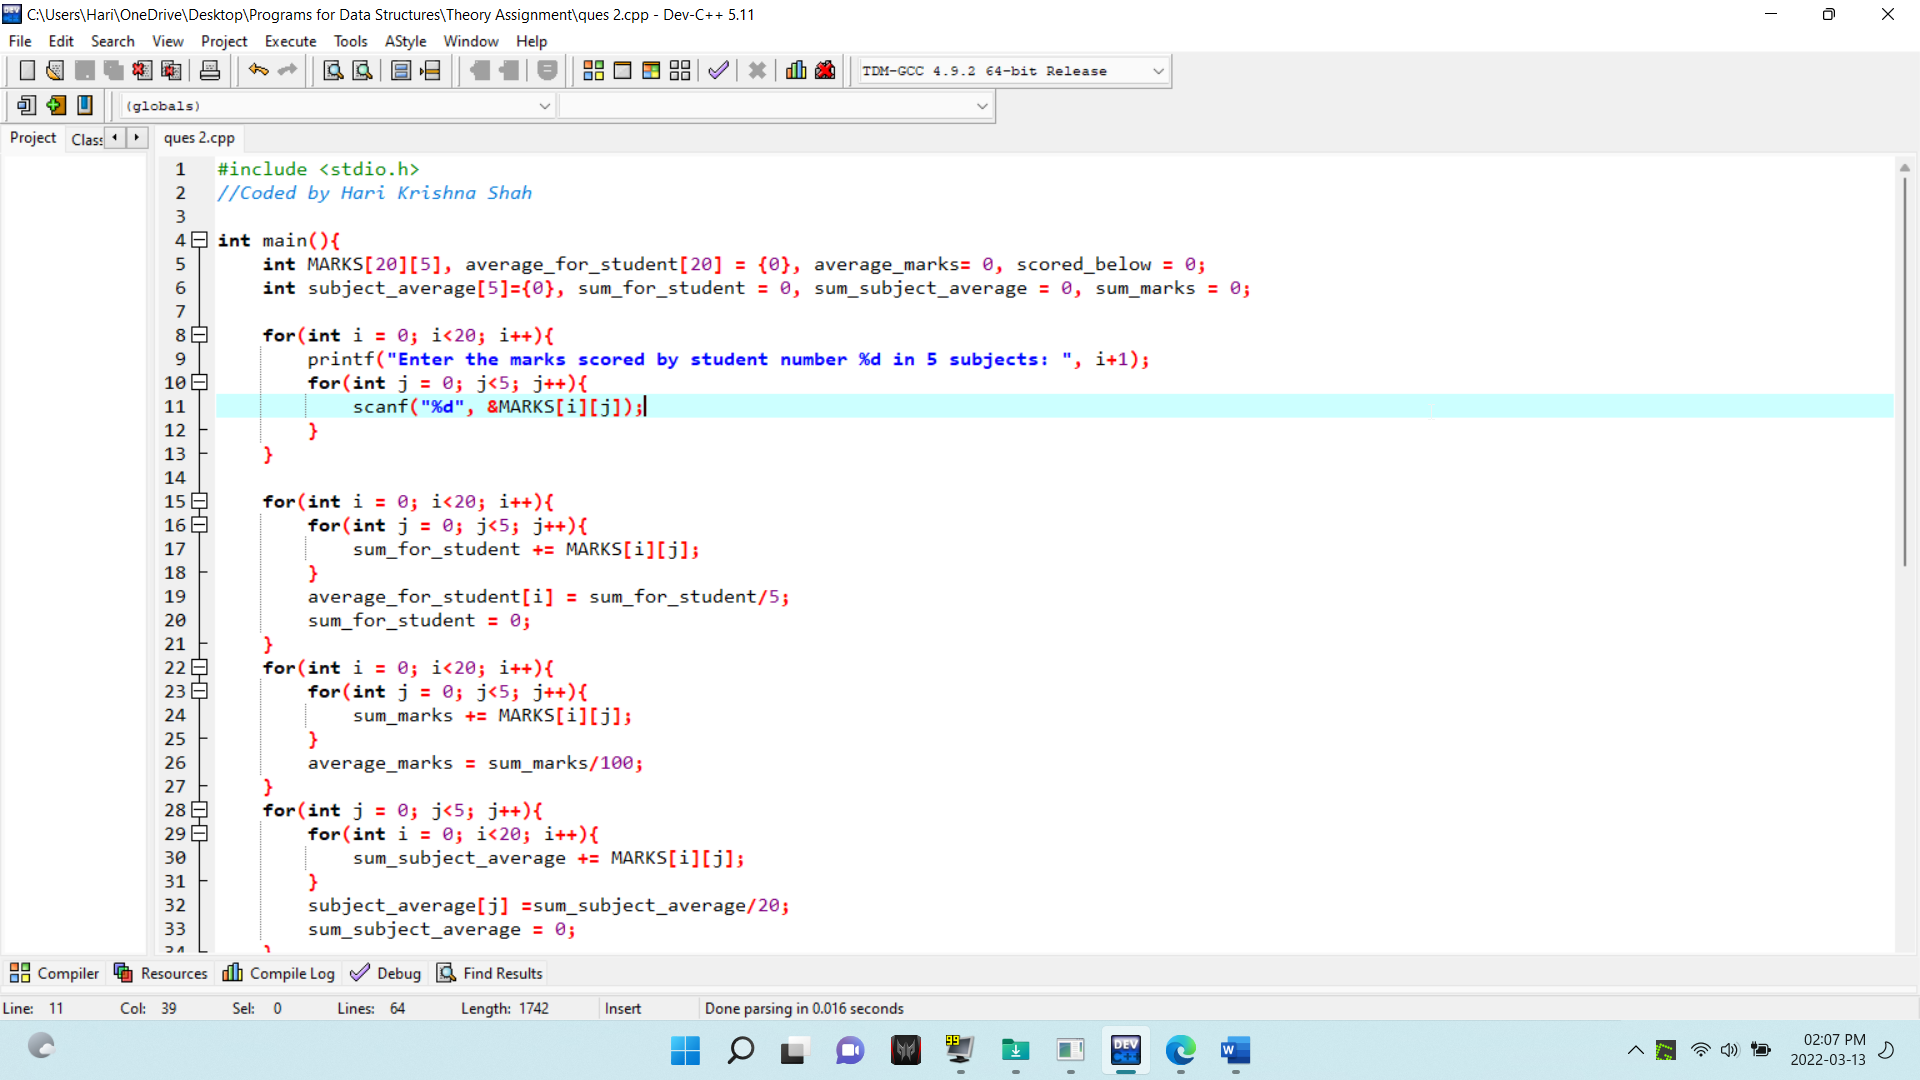 C:\Users\Hari\OneDrive\Desktop\Programs for Data Structures\Theory Assignment\ques 2.cpp - Dev-C++ 5.11
File Edit Search View Project Execute Tools AStyle Window Help
TDM-GCC 4.9.2 64-bit Release
(globals)
Project Clas ques 2.cpp
1 #include <stdio.h>
2 //Coded by Hari Krishna Shah
3
4 int main(){
5 int MARKS[20][5], average_for_student[20] = {0}, average_marks= 0, scored_below = 0;
6 int subject_average[5]={0}, sum_for_student = 0, sum_subject_average = 0, sum_marks = 0;
7
8 for(int i = 0; i<20; i++){
9 printf("Enter the marks scored by student number %d in 5 subjects: ", i+1);
10 for(int j = 0; j<5; j++){
11 scanf("%d", &MARKS[i][j]);
12 }
13 }
14
15 for(int i = 0; i<20; i++){
16 for(int j = 0; j<5; j++){
17 sum_for_student += MARKS[i][j];
18 }
19 average_for_student[i] = sum_for_student/5;
20 sum_for_student = 0;
21 }
22 for(int i = 0; i<20; i++){
23 for(int j = 0; j<5; j++){
24 sum_marks += MARKS[i][j];
25 }
26 average_marks = sum_marks/100;
27 }
28 for(int j = 0; j<5; j++){
29 for(int i = 0; i<20; i++){
30 sum_subject_average += MARKS[i][j];
31 }
32 subject_average[j] =sum_subject_average/20;
33 sum_subject_average = 0;
34 }
Compiler Resources Compile Log Debug Find Results
Line: 11 Col: 39 Sel: 0 Lines: 64 Length: 1742 Insert Done parsing in 0.016 seconds
99 DEV W 02:07 PM
2022-03-13